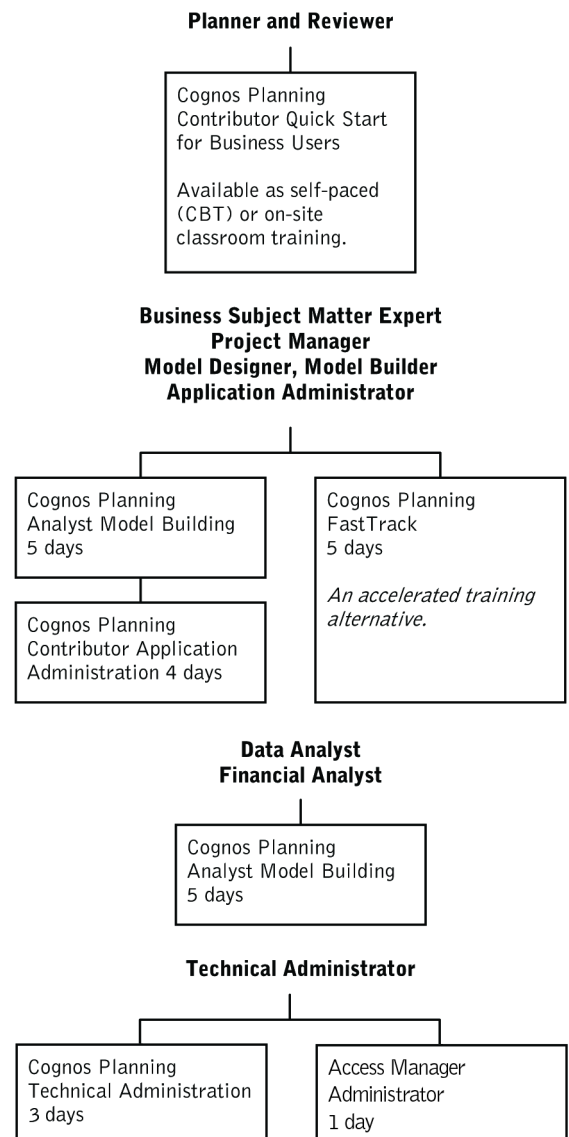 Planner and Reviewer
Cognos Planning
Contributor Quick Start
for Business Users
Available as self-paced
(CBT) or on-site
classroom training.
Business Subject Matter Expert
Project Manager
Model Designer, Model Builder
Application Administrator
Cognos Planning
Analyst Model Building
5 days
Cognos Planning
Contributor Application
Administration 4 days
Cognos Planning
FastTrack
5 days
An accelerated training
alternative.
Data Analyst
Financial Analyst
Cognos Planning
Analyst Model Building
5 days
Technical Administrator
Cognos Planning
Technical Administration
3 days
Access Manager
Administrator
1 day